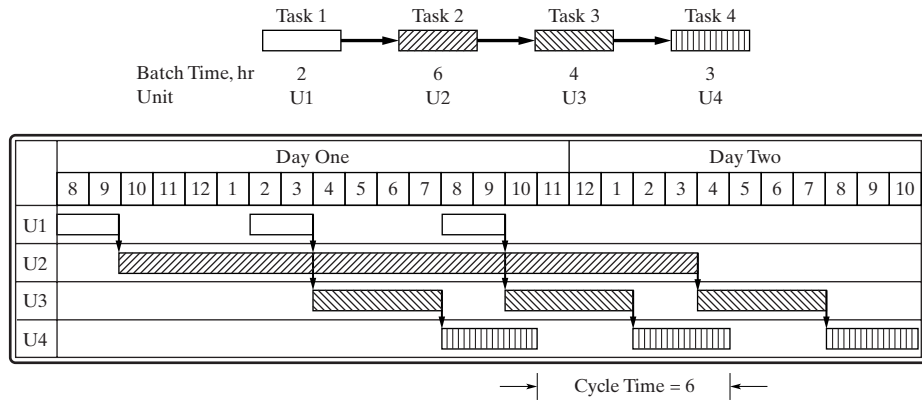 Task 1 Task 2 Task 3 Task 4
Batch Time, hr 2 6 4 3
Unit U1 U2 U3 U4
Day One Day Two
8 9 10 11 12 1 2 3 4 5 6 7 8 9 10 11 12 1 2 3 4 5 6 7 8 9 10
U1
U2
U3
U4
Cycle Time = 6